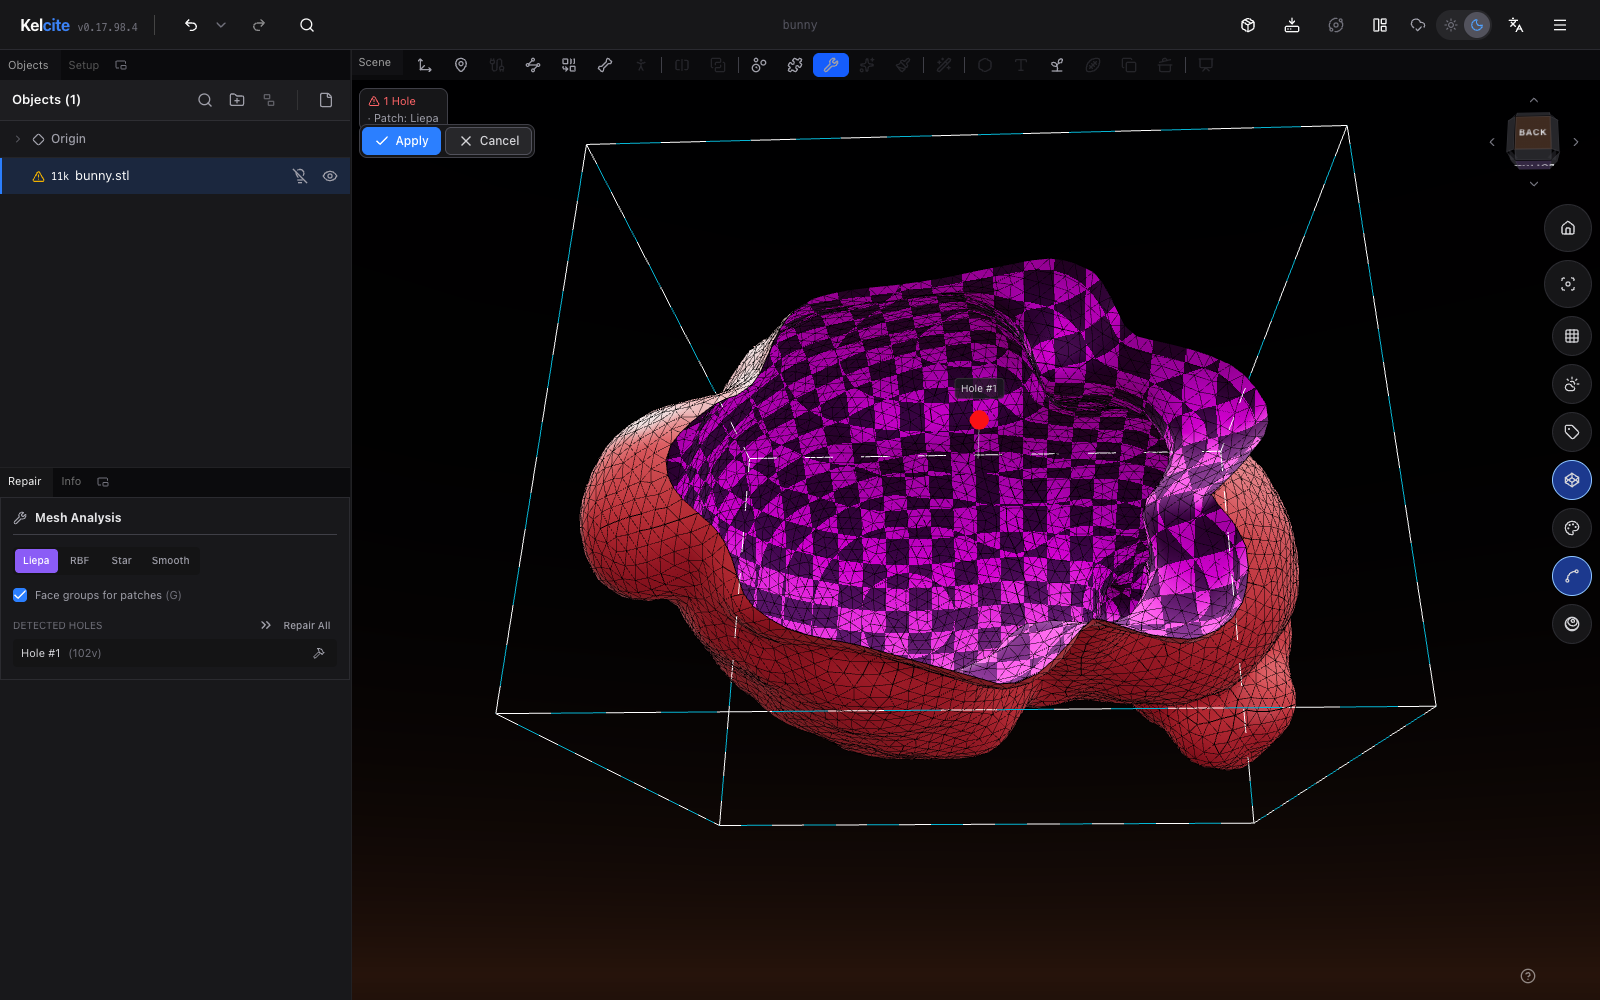 Kelcite v0.17.98.4
bunny
Objects
Setup
Scene
Objects (1)
Origin
11k bunny.stl
1 Hole
· Patch: Liepa
Apply
Cancel
BACK
Hole #1
Repair
Info
Mesh Analysis
Liepa
RBF
Star
Smooth
Face groups for patches (G)
DETECTED HOLES
Repair All
Hole #1 (102v)